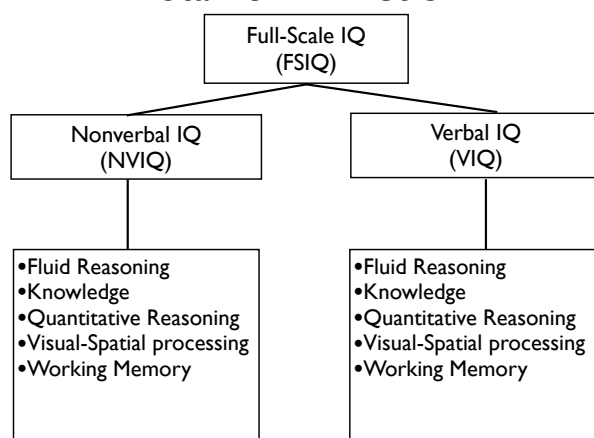 Full-Scale IQ
(FSIQ)
Nonverbal IQ
(NVIQ)
Verbal IQ
(VIQ)
•Fluid Reasoning
•Knowledge
•Quantitative Reasoning
•Visual-Spatial processing
•Working Memory
•Fluid Reasoning
•Knowledge
•Quantitative Reasoning
•Visual-Spatial processing
•Working Memory